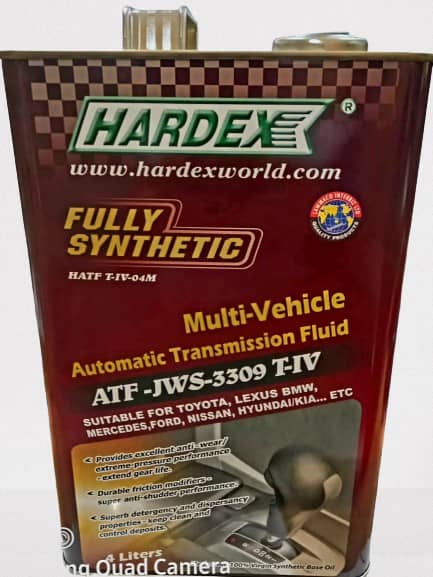 HARDEX ®
www.hardexworld.com
FULLY
SYNTHETIC
HATF T-IV-04M
QUALITY PRODUCTS
Multi-Vehicle
Automatic Transmission Fluid
ATF -JWS-3309 T-IV
SUITABLE FOR TOYOTA, LEXUS BMW,
MERCEDES,FORD, NISSAN, HYUNDAI/KIA... ETC
Provides excellent anti-wear/
extreme-pressure performance
- extend gear life.
Durable friction modifiers -
super anti-shudder performance.
Superb detergency and dispersancy
properties - keep clean and
control deposits.
4 Liters
100% Virgin Synthetic Base Oil
Quad Camera